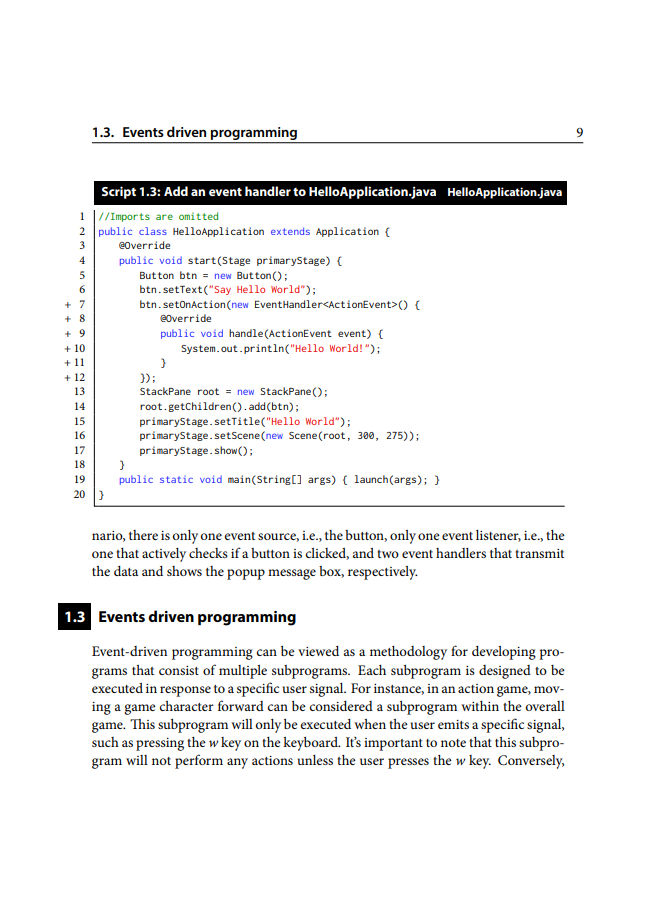 1.3. Events driven programming 9
Script 1.3: Add an event handler to HelloApplication.java HelloApplication.java
1 //Imports are omitted
2 public class HelloApplication extends Application {
3 @Override
4 public void start(Stage primaryStage) {
5 Button btn = new Button();
6 btn.setText("Say Hello World");
+ 7 btn.setOnAction(new EventHandler<ActionEvent>() {
+ 8 @Override
+ 9 public void handle(ActionEvent event) {
+ 10 System.out.println("Hello World!");
+ 11 }
+ 12 });
13 StackPane root = new StackPane();
14 root.getChildren().add(btn);
15 primaryStage.setTitle("Hello World");
16 primaryStage.setScene(new Scene(root, 300, 275));
17 primaryStage.show();
18 }
19 public static void main(String[] args) { launch(args); }
20 }
nario, there is only one event source, i.e., the button, only one event listener, i.e., the
one that actively checks if a button is clicked, and two event handlers that transmit
the data and shows the popup message box, respectively.
1.3 Events driven programming
Event-driven programming can be viewed as a methodology for developing pro-
grams that consist of multiple subprograms. Each subprogram is designed to be
executed in response to a specific user signal. For instance, in an action game, mov-
ing a game character forward can be considered a subprogram within the overall
game. This subprogram will only be executed when the user emits a specific signal,
such as pressing the w key on the keyboard. It's important to note that this subpro-
gram will not perform any actions unless the user presses the w key. Conversely,